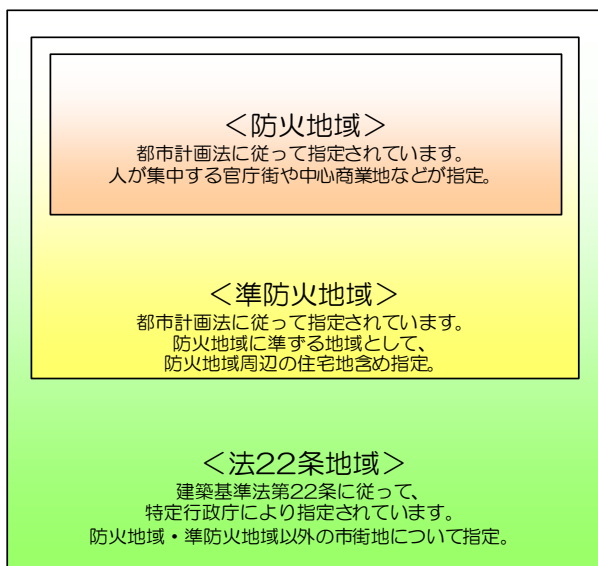 ＜防火地域＞
都市計画法に従って指定されています。
人が集中する官庁街や中心商業地などが指定。
＜準防火地域＞
都市計画法に従って指定されています。
防火地域に準ずる地域として、
防火地域周辺の住宅地含め指定。
＜法22条地域＞
建築基準法第22条に従って、
特定行政庁により指定されています。
防火地域・準防火地域以外の市街地について指定。